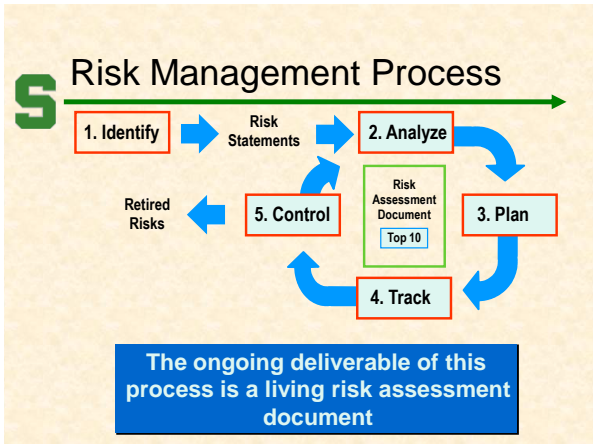 Risk Management Process
S
1. Identify
Risk
Statements
2. Analyze
Retired
Risks
5. Control
Risk
Assessment
Document
Top 10
3. Plan
4. Track
The ongoing deliverable of this
process is a living risk assessment
document